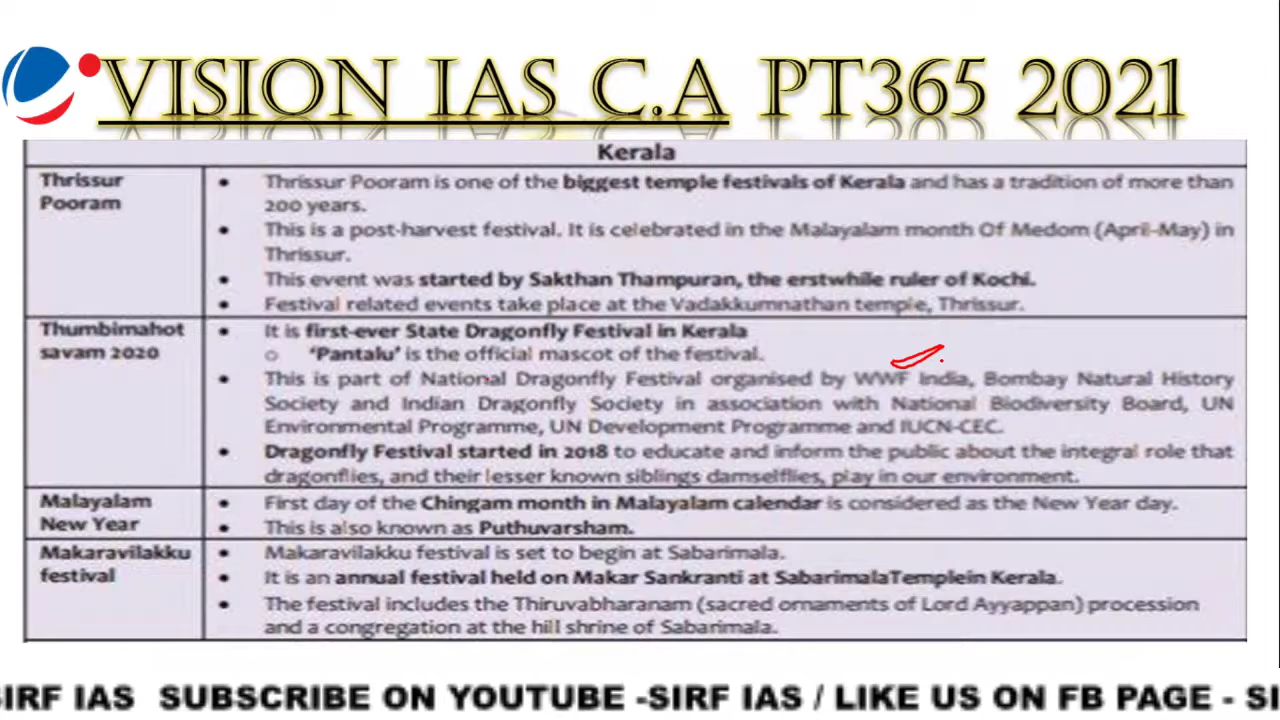 VISION IAS C.A PT365 2021
Kerala
Thrissur
Pooram
• Thrissur Pooram is one of the biggest temple festivals of Kerala and has a tradition of more than
200 years.
• This is a post-harvest festival. It is celebrated in the Malayalam month Of Medom (April-May) in
Thrissur.
• This event was started by Sakthan Thampuran, the erstwhile ruler of Kochi.
• Festival related events take place at the Vadakkumnathan temple, Thrissur.
Thumbimahot
savam 2020
• It is first-ever State Dragonfly Festival in Kerala
o 'Pantalu' is the official mascot of the festival.
• This is part of National Dragonfly Festival organised by WWF India, Bombay Natural History
Society and Indian Dragonfly Society in association with National Biodiversity Board, UN
Environmental Programme, UN Development Programme and IUCN-CEC.
• Dragonfly Festival started in 2018 to educate and inform the public about the integral role that
dragonflies, and their lesser known siblings damselflies, play in our environment.
Malayalam
New Year
• First day of the Chingam month in Malayalam calendar is considered as the New Year day.
• This is also known as Puthuvarsham.
Makaravilakku
festival
• Makaravilakku festival is set to begin at Sabarimala.
• It is an annual festival held on Makar Sankranti at SabarimalaTemplein Kerala.
• The festival includes the Thiruvabharanam (sacred ornaments of Lord Ayyappan) procession
and a congregation at the hill shrine of Sabarimala.
SIRF IAS SUBSCRIBE ON YOUTUBE -SIRF IAS / LIKE US ON FB PAGE - SI